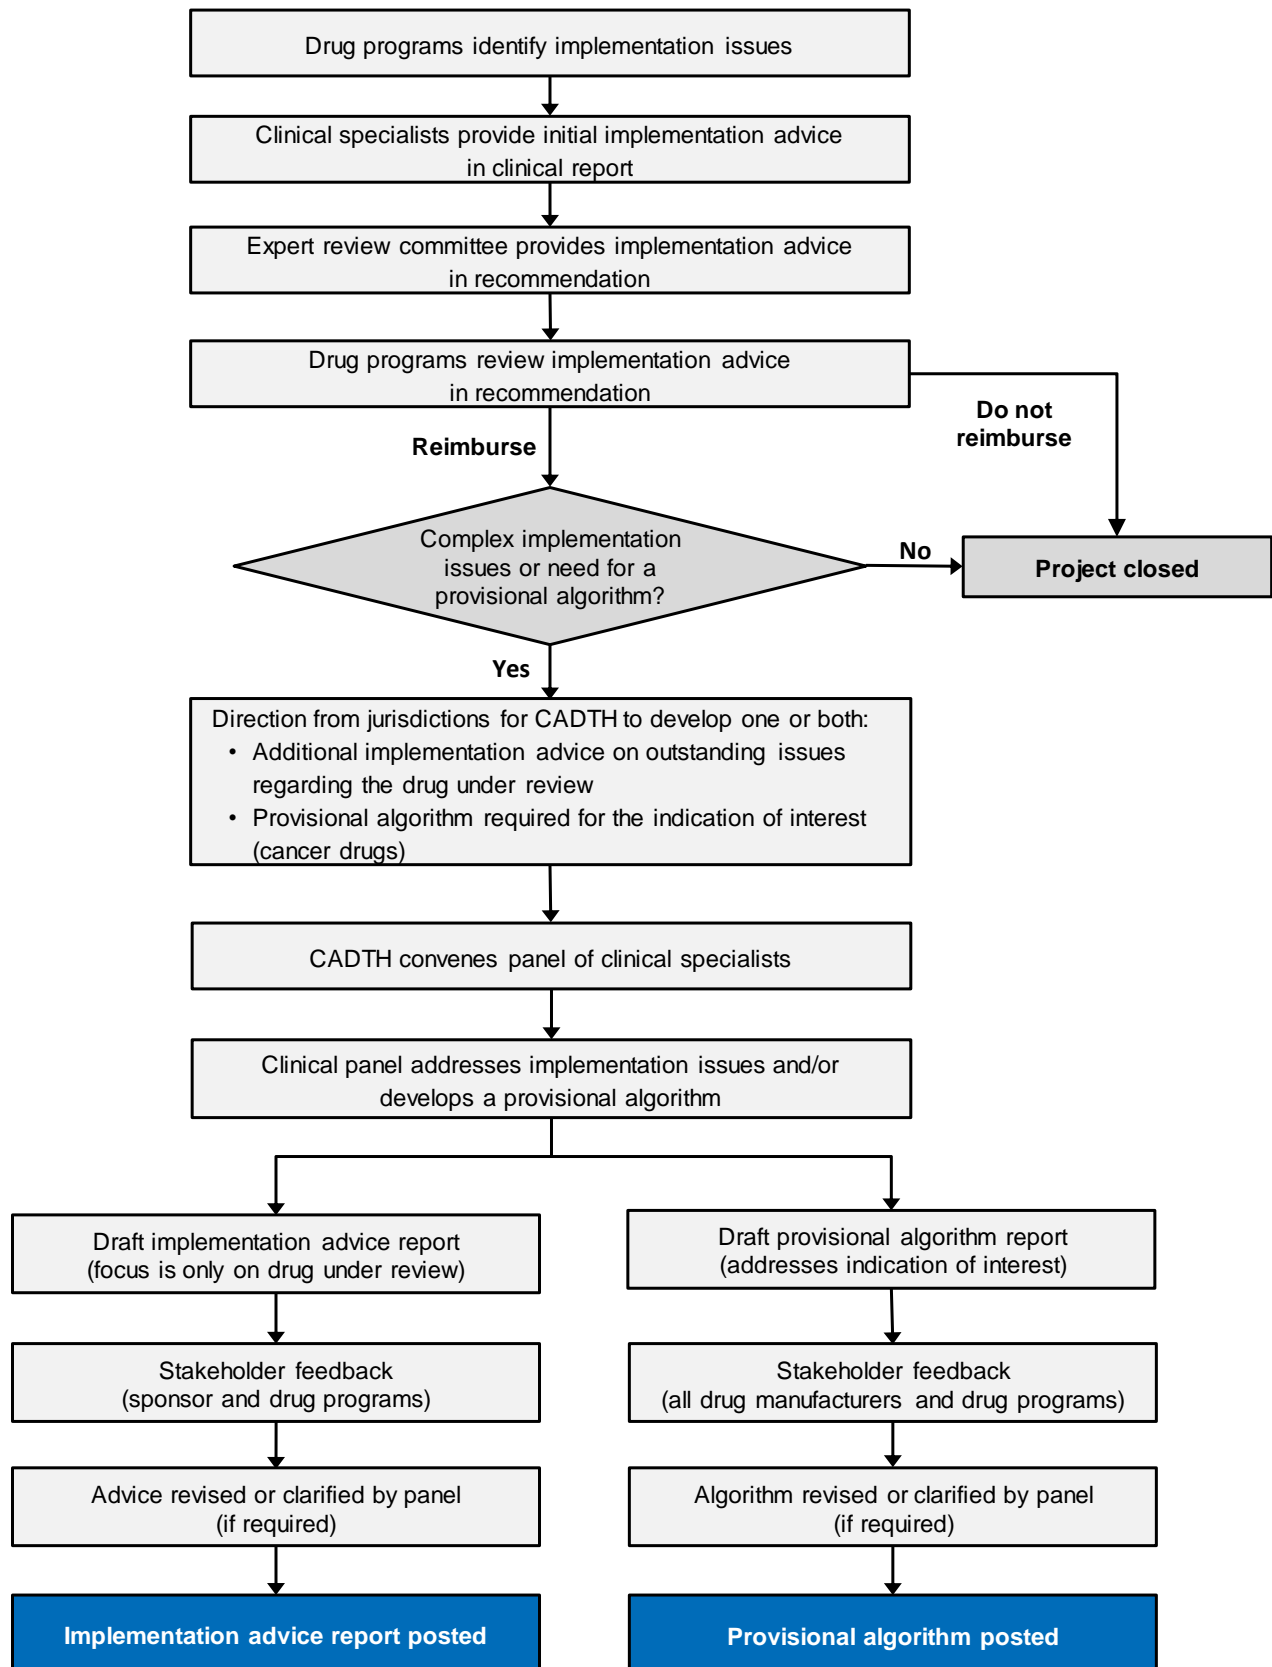 Drug programs identify implementation issues
Clinical specialists provide initial implementation advice
in clinical report
Expert review committee provides implementation advice
in recommendation
Drug programs review implementation advice
in recommendation
Do not
reimburse
Reimburse
Complex implementation
issues or need for a
provisional algorithm?
No
Project closed
Yes
Direction from jurisdictions for CADTH to develop one or both:
• Additional implementation advice on outstanding issues
regarding the drug under review
• Provisional algorithm required for the indication of interest
(cancer drugs)
CADTH convenes panel of clinical specialists
Clinical panel addresses implementation issues and/or
develops a provisional algorithm
Draft implementation advice report
(focus is only on drug under review)
Stakeholder feedback
(sponsor and drug programs)
Advice revised or clarified by panel
(if required)
Implementation advice report posted
Draft provisional algorithm report
(addresses indication of interest)
Stakeholder feedback
(all drug manufacturers and drug programs)
Algorithm revised or clarified by panel
(if required)
Provisional algorithm posted